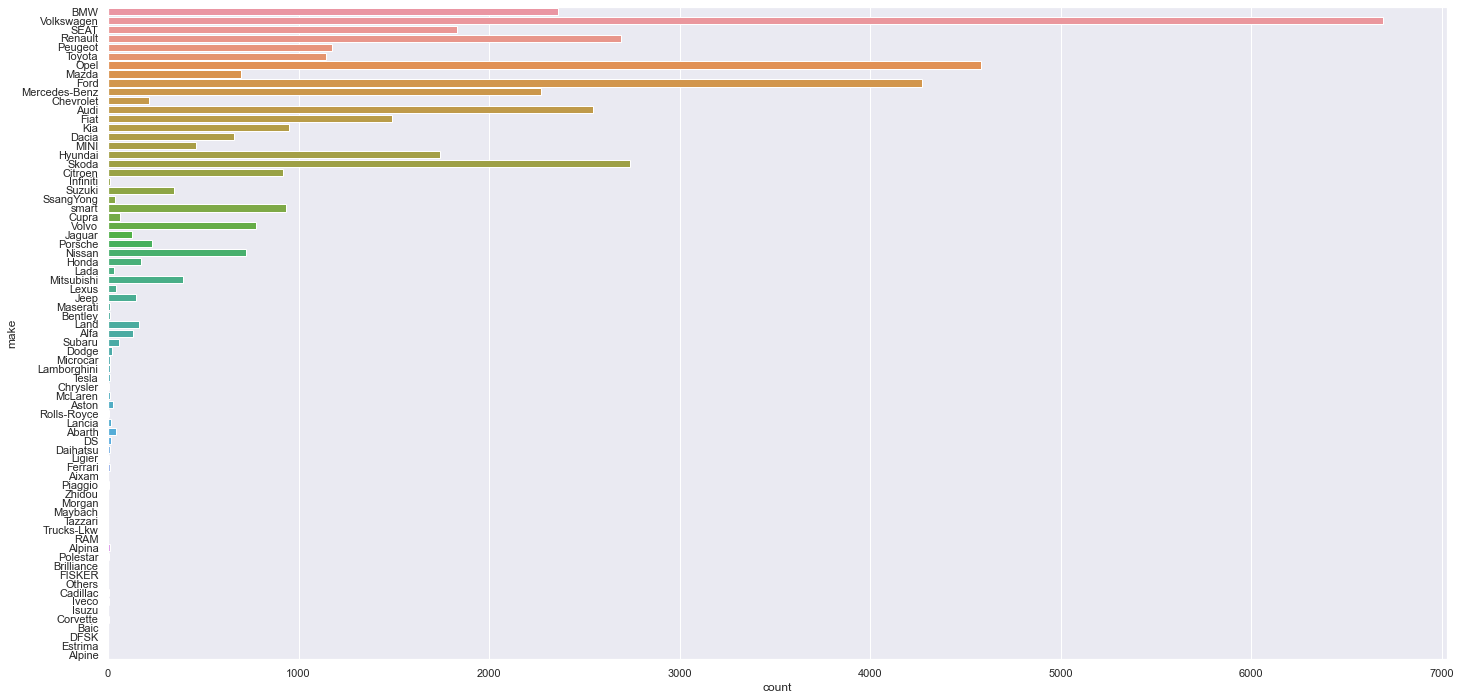 BMW
Volkswagen
SEAT
Renault
Peugeot
Toyota
Opel
Mazda
Ford
Mercedes-Benz
Chevrolet
Audi
Fiat
Kia
Dacia
MINI
Hyundai
Skoda
Citroen
Infiniti
Suzuki
SsangYong
smart
Cupra
Volvo
Jaguar
Porsche
Nissan
Honda
Lada
Mitsubishi
Lexus
Jeep
Maserati
Bentley
Land
Alfa
Subaru
Dodge
Microcar
Lamborghini
Tesla
Chrysler
McLaren
Aston
Rolls-Royce
Lancia
Abarth
DS
Daihatsu
Ligier
Ferrari
Aixam
Piaggio
Zhidou
Morgan
Maybach
Tazzari
Trucks-Lkw
RAM
Alpina
Polestar
Brilliance
FISKER
Others
Cadillac
Iveco
Isuzu
Corvette
Baic
DFSK
Estrima
Alpine
make
0 1000 2000 3000 4000 5000 6000 7000
count